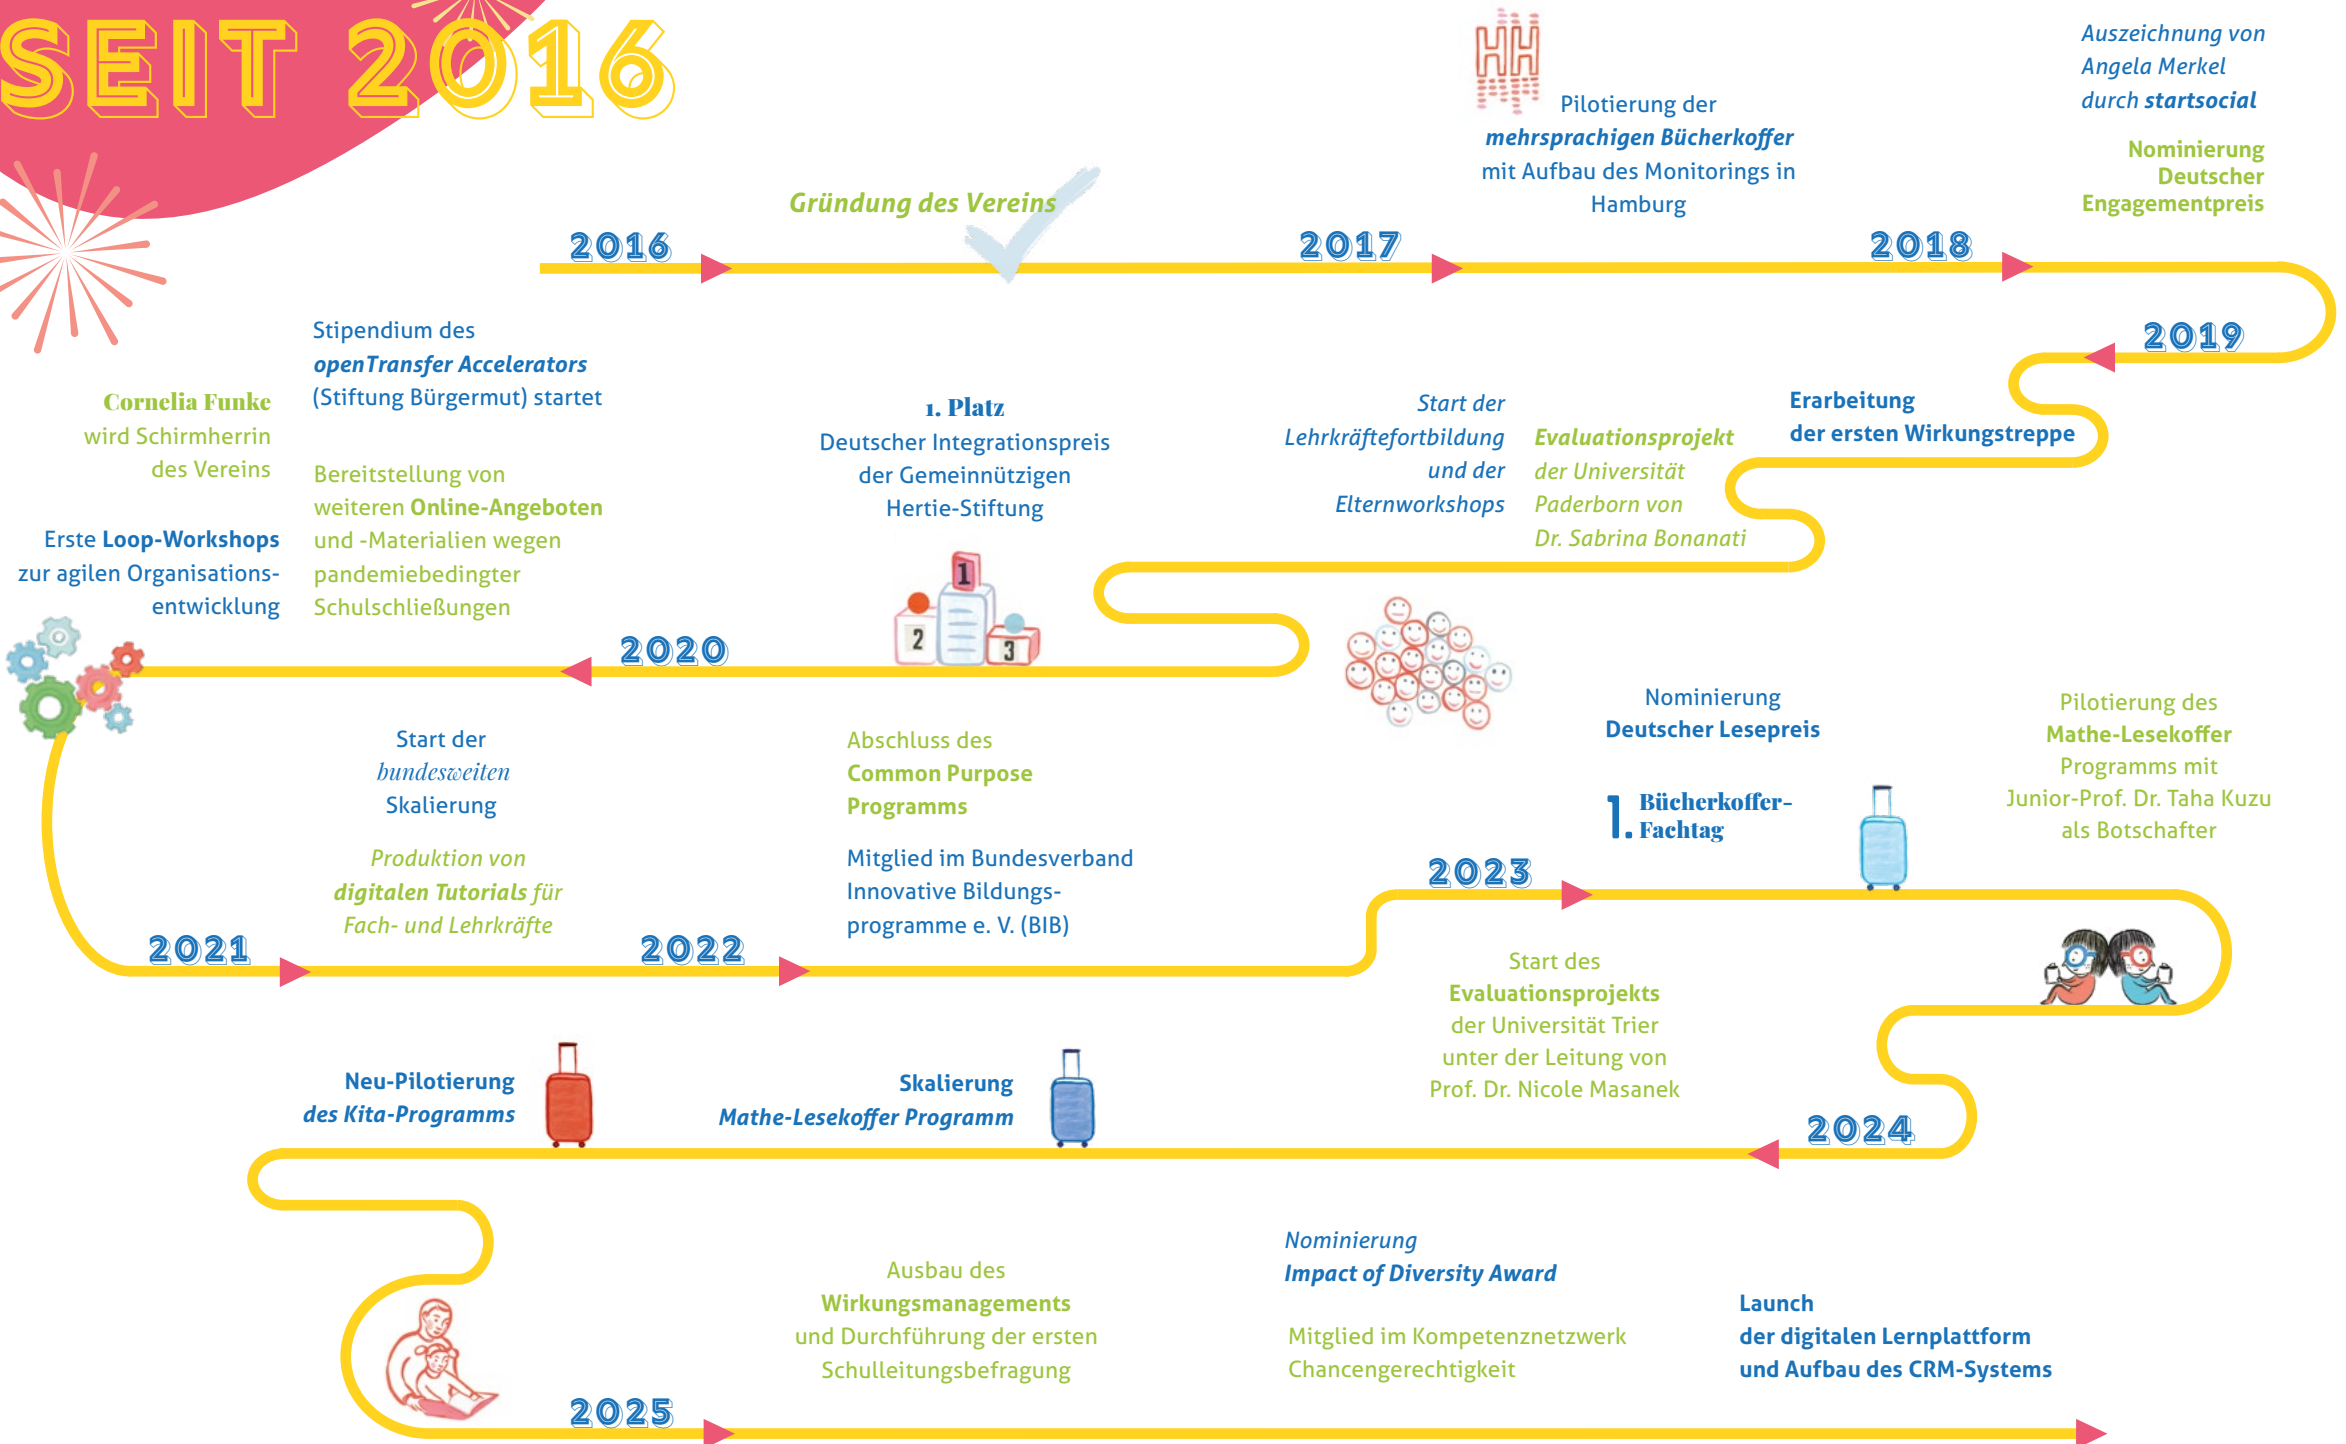 SEIT 2016
2016
Gründung des Vereins
2017
HH
Pilotierung der
mehrsprachigen Bücherkoffer
mit Aufbau des Monitorings in
Hamburg
2018
Auszeichnung von
Angela Merkel
durch startsocial
Nominierung
Deutscher
Engagementpreis
2019
Erarbeitung
der ersten Wirkungstreppe
Evaluationsprojekt
der Universität
Paderborn von
Dr. Sabrina Bonanati
Start der
Lehrkräftefortbildung
und der
Elternworkshops
1. Platz
Deutscher Integrationspreis
der Gemeinnützigen
Hertie-Stiftung
1
2
3
2020
Stipendium des
openTransfer Accelerators
(Stiftung Bürgermut) startet
Bereitstellung von
weiteren Online-Angeboten
und -Materialien wegen
pandemiebedingter
Schulschließungen
Cornelia Funke
wird Schirmherrin
des Vereins
Erste Loop-Workshops
zur agilen Organisations-
entwicklung
2021
Start der
bundesweiten
Skalierung
Produktion von
digitalen Tutorials für
Fach- und Lehrkräfte
2022
Abschluss des
Common Purpose
Programms
Mitglied im Bundesverband
Innovative Bildungs-
programme e. V. (BIB)
2023
Nominierung
Deutscher Lesepreis
1. Bücherkoffer-
Fachtag
Pilotierung des
Mathe-Lesekoffer
Programms mit
Junior-Prof. Dr. Taha Kuzu
als Botschafter
Start des
Evaluationsprojekts
der Universität Trier
unter der Leitung von
Prof. Dr. Nicole Masanek
2024
Skalierung
Mathe-Lesekoffer Programm
Neu-Pilotierung
des Kita-Programms
2025
Ausbau des
Wirkungsmanagements
und Durchführung der ersten
Schulleitungsbefragung
Nominierung
Impact of Diversity Award
Mitglied im Kompetenznetzwerk
Chancengerechtigkeit
Launch
der digitalen Lernplattform
und Aufbau des CRM-Systems